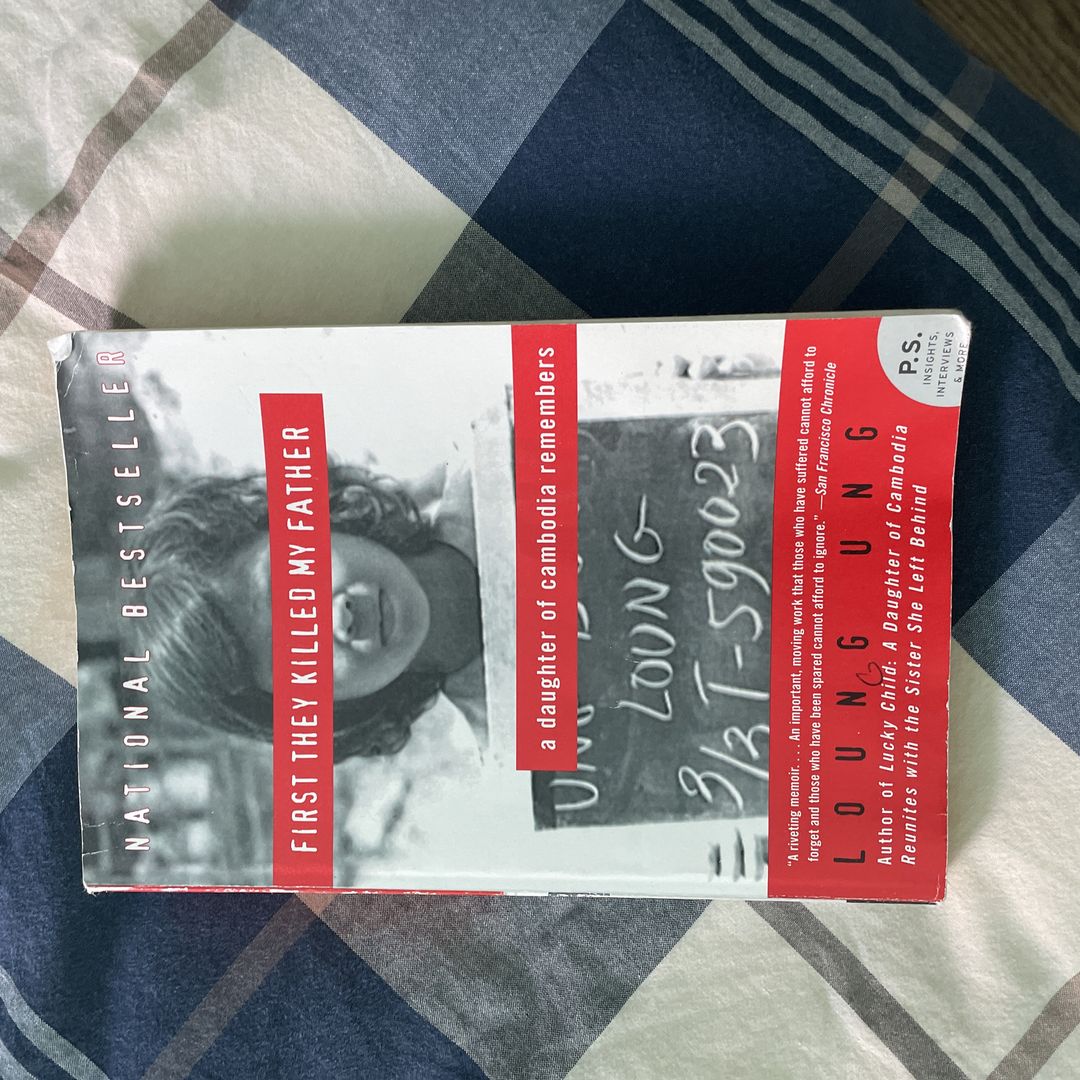 NATIONAL BESTSELLER
FIRST THEY KILLED MY FATHER
a daughter of cambodia remembers
LOUNG
3/3T-590023
"A riveting memoir. . . . An important, moving work that those who have suffered cannot afford to
forget and those who have been spared cannot afford to ignore." —San Francisco Chronicle
LOUNG UNG
Author of Lucky Child: A Daughter of Cambodia
Reunites with the Sister She Left Behind
P.S.
INSIGHTS,
INTERVIEWS
& MORE